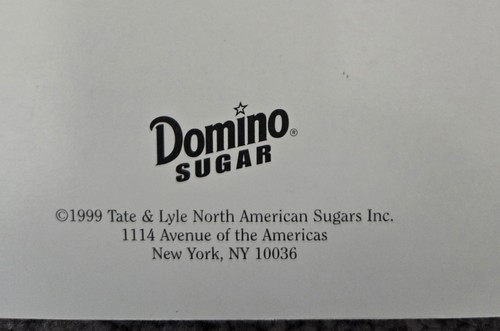 Domino®
SUGAR
©1999 Tate & Lyle North American Sugars Inc.
1114 Avenue of the Americas
New York, NY 10036